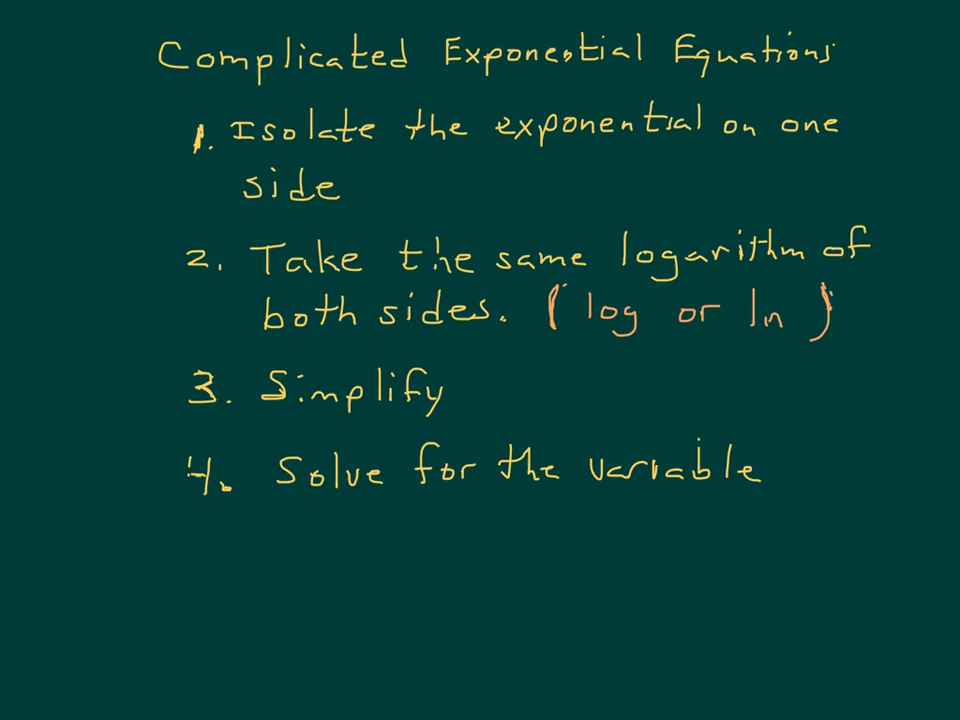 Complicated Exponential Equations
1. Isolate the exponential on one
side
2. Take the same logarithm of
both sides. (log or ln)
3. Simplify
4. Solve for the variable